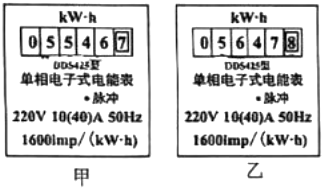 kW·h
0 5 5 4 6 7
DDS425型
单相电子式电能表
•脉冲
220V 10(40)A 50Hz
1600imp/(kW·h)
甲
kW·h
0 5 6 4 7 8
DDS425型
单相电子式电能表
•脉冲
220V 10(40)A 50Hz
1600imp/(kW·h)
乙